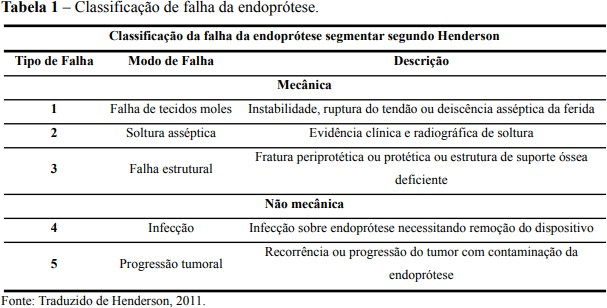 Tabela 1 – Classificação de falha da endoprótese.
Classificação da falha da endoprótese segmentar segundo Henderson
Tipo de Falha Modo de Falha Descrição
Mecânica
1 Falha de tecidos moles Instabilidade, ruptura do tendão ou deiscência asséptica da ferida
2 Soltura asséptica Evidência clínica e radiográfica de soltura
3 Falha estrutural Fratura periprotética ou protética ou estrutura de suporte óssea
deficiente
Não mecânica
4 Infecção Infecção sobre endoprótese necessitando remoção do dispositivo
5 Progressão tumoral Recorrência ou progressão do tumor com contaminação da
endoprótese
Fonte: Traduzido de Henderson, 2011.